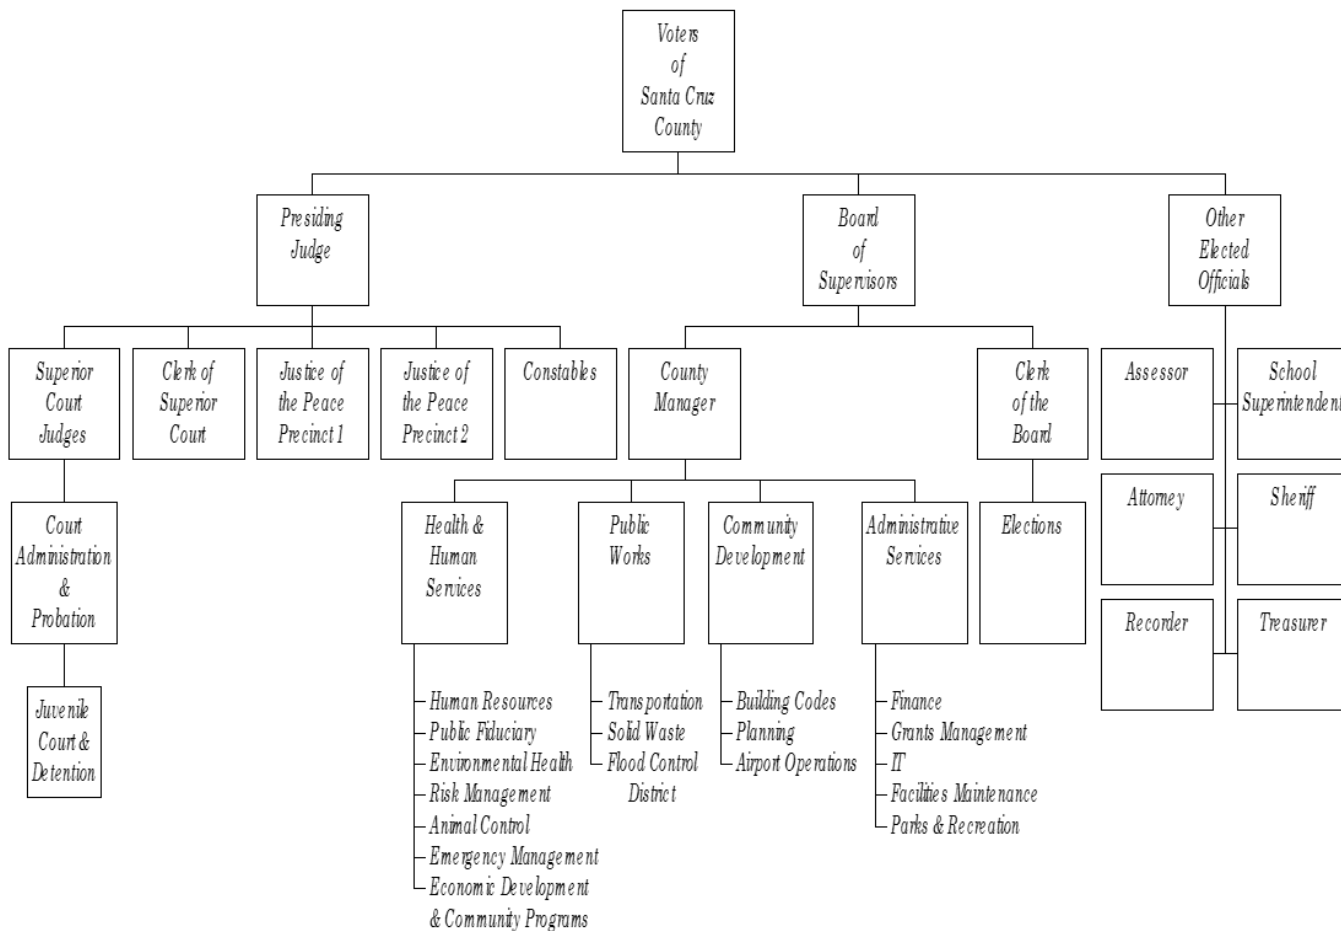 Voters
of
Santa Cruz
County
Presiding
Judge
Board
of
Supervisors
Other
Elected
Officials
Superior
Court
Judges
Clerk of
Superior
Court
Justice of
the Peace
Precinct 1
Justice of
the Peace
Precinct 2
Constables
County
Manager
Clerk
of the
Board
Assessor
School
Superintendent
Attorney
Sheriff
Recorder
Treasurer
Court
Administration
&
Probation
Juvenile
Court &
Detention
Health &
Human
Services
Public
Works
Community
Development
Administrative
Services
Elections
Human Resources
Public Fiduciary
Environmental Health
Risk Management
Animal Control
Emergency Management
Economic Development
& Community Programs
Transportation
Solid Waste
Flood Control
District
Building Codes
Planning
Airport Operations
Finance
Grants Management
IT
Facilities Maintenance
Parks & Recreation